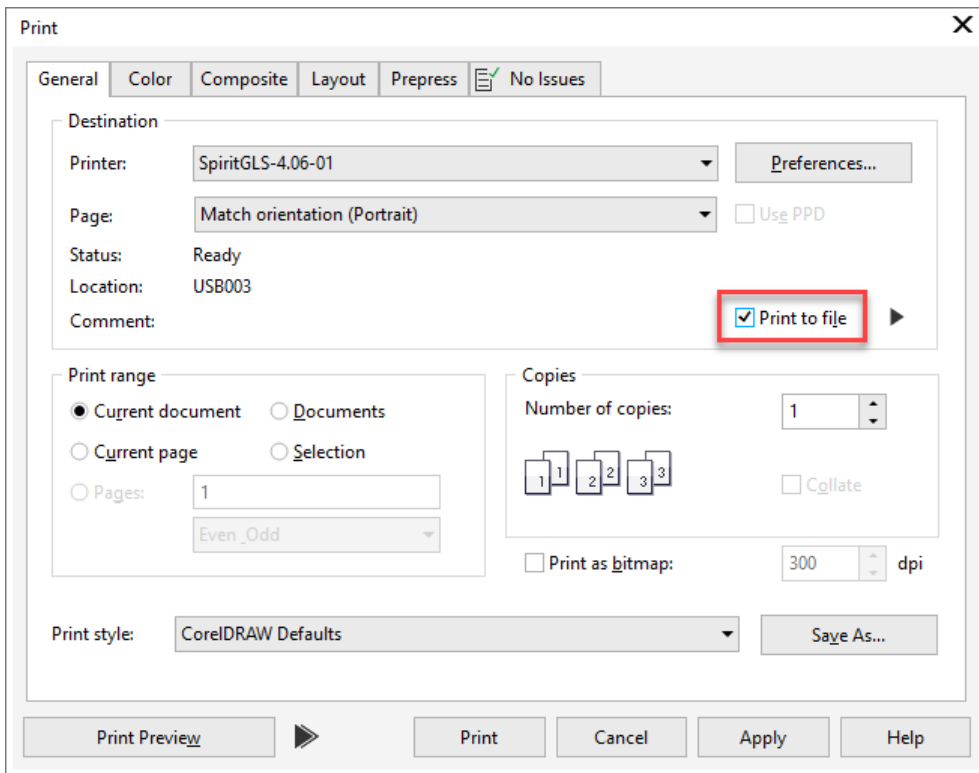 Print
General Color Composite Layout Prepress No Issues
Destination
Printer: SpiritGLS-4.06-01 Preferences...
Page: Match orientation (Portrait) Use PPD
Status: Ready
Location: USB003
Comment: Print to file
Print range
Current document Documents
Current page Selection
Pages: 1
Even_Odd
Copies
Number of copies: 1
1 1 2 2 3 3
Collate
Print as bitmap: 300 dpi
Print style: CorelDRAW Defaults Save As...
Print Preview Print Cancel Apply Help